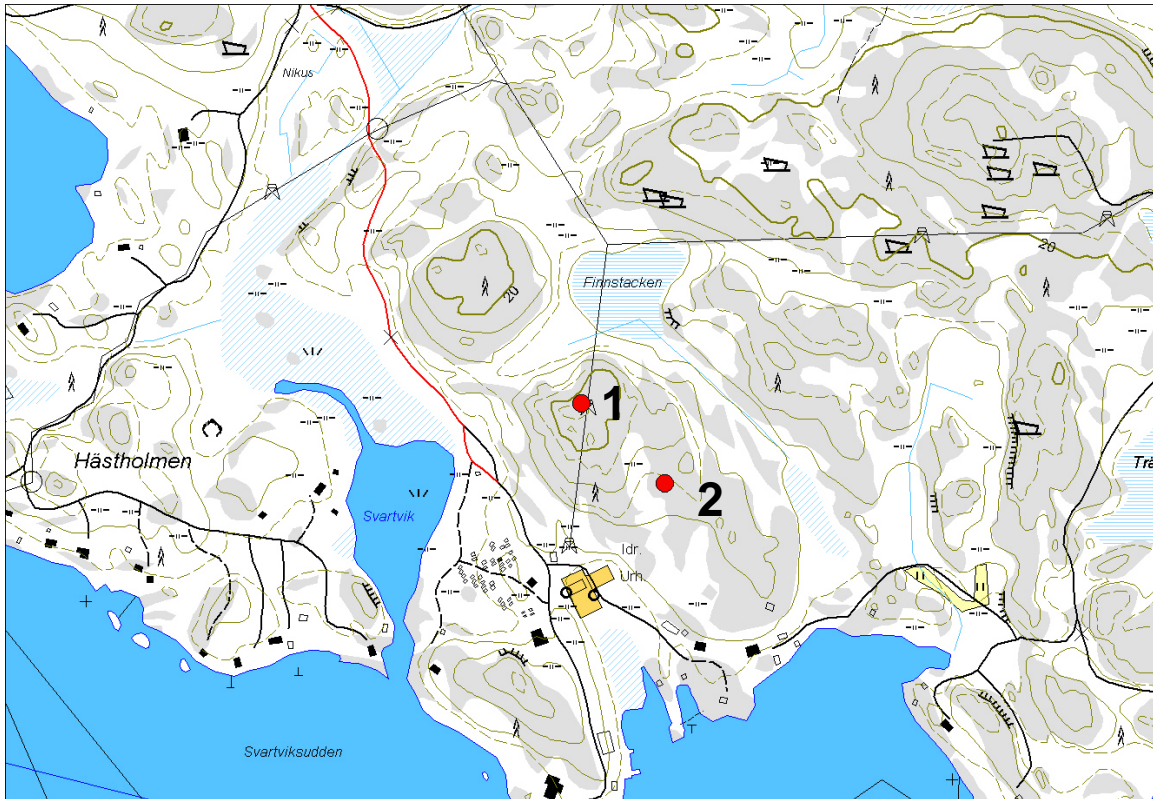 Nikus
20
20
Finnstacken
1
Hästholmen
Trä
2
Svartvik
Idr.
Urh.
Svartviksudden